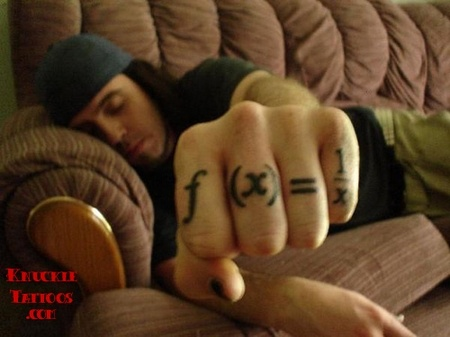 f (x) = 1/x
Knuckle
Tattoos
.com